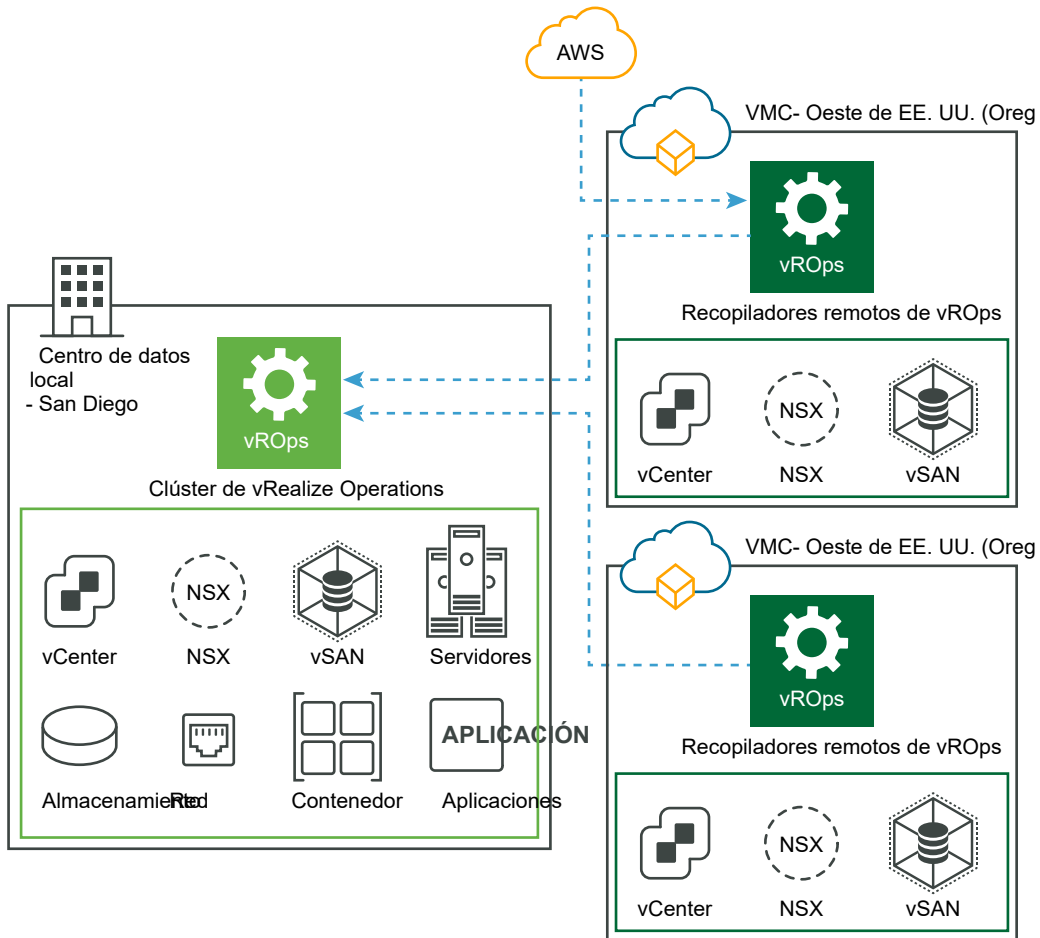 AWS
VMC- Oeste de EE. UU. (Oreg
vROps
Recopiladores remotos de vROps
NSX
vCenter
NSX
vSAN
Centro de datos
local
- San Diego
vROps
Clúster de vRealize Operations
NSX
vCenter
NSX
vSAN
Servidores
APLICACIÓN
Almacenamiento
Red
Contenedor
Aplicaciones
VMC- Oeste de EE. UU. (Oreg
vROps
Recopiladores remotos de vROps
NSX
vCenter
NSX
vSAN